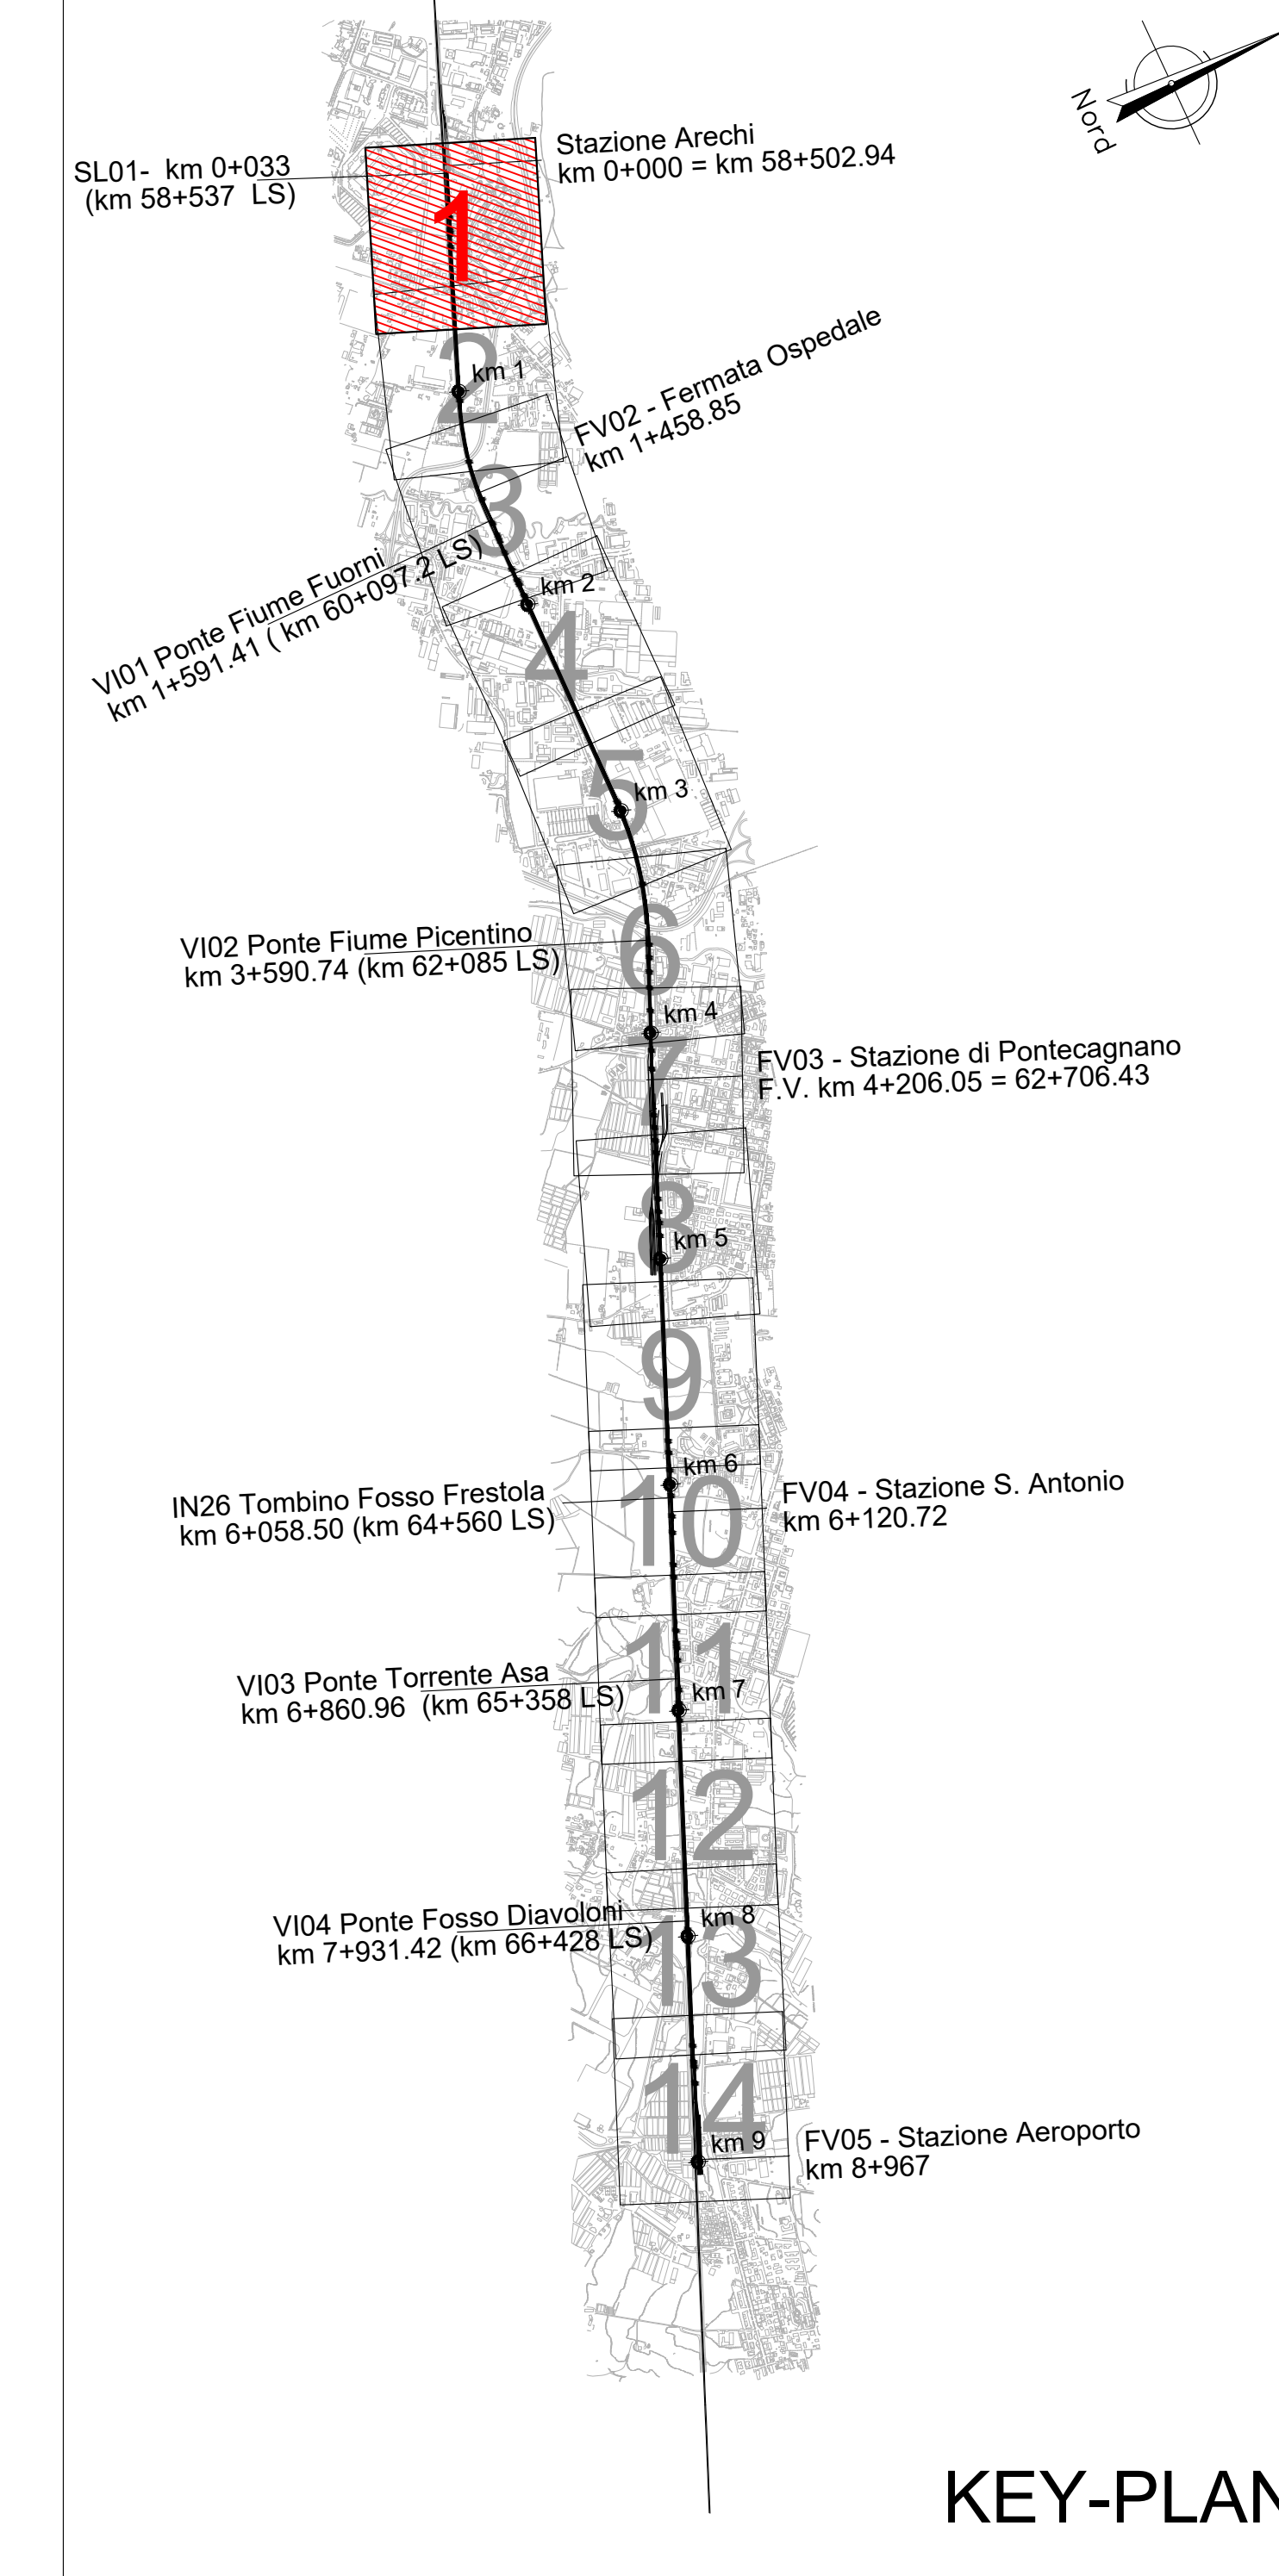 Nord
SL01-  km 0+033
(km 58+537  LS)
Stazione Arechi
km 0+000 = km 58+502.94
1
2
km 1
FV02 - Fermata Ospedale
km 1+458.85
3
VI01 Ponte Fiume Fuorni
km 1+591.41 ( km 60+097.2 LS)
km 2
4
5
km 3
VI02 Ponte Fiume Picentino
km 3+590.74 (km 62+085 LS)
6
km 4
7
FV03 - Stazione di Pontecagnano
F.V. km 4+206.05 = 62+706.43
8
km 5
9
km 6
IN26 Tombino Fosso Frestola
km 6+058.50 (km 64+560 LS)
10
FV04 - Stazione S. Antonio
km 6+120.72
11
VI03 Ponte Torrente Asa
km 6+860.96  (km 65+358 LS)
km 7
12
VI04 Ponte Fosso Diavoloni
km 7+931.42 (km 66+428 LS)
km 8
13
14
km 9
FV05 - Stazione Aeroporto
km 8+967
KEY-PLAN